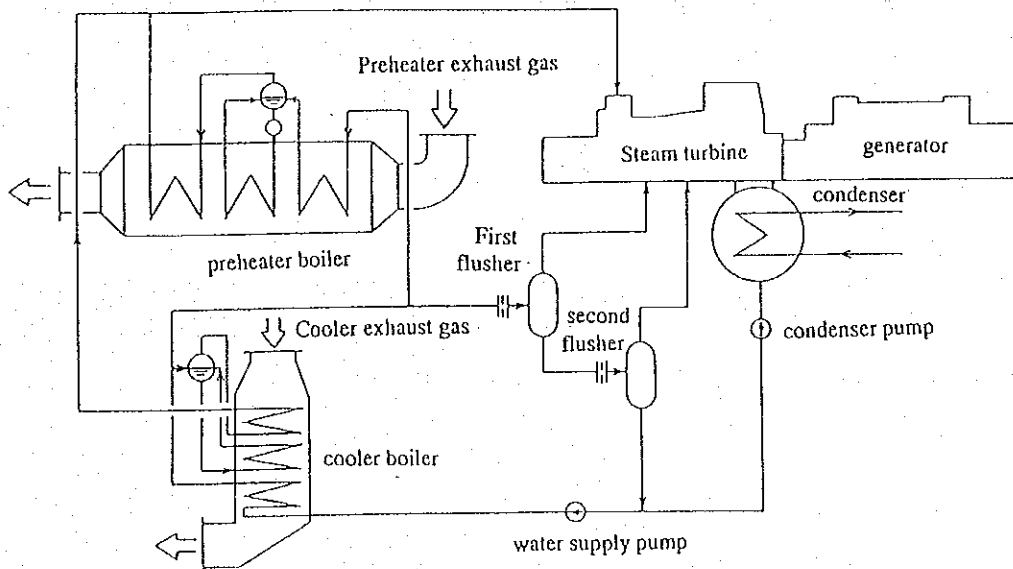 Preheater exhaust gas
Steam turbine
generator
condenser
preheater boiler
First
flusher
Cooler exhaust gas
second
flusher
condenser pump
cooler boiler
water supply pump